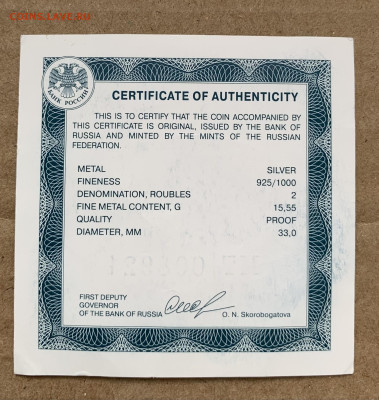 БАНК РОССИИ
CERTIFICATE OF AUTHENTICITY
THIS IS TO CERTIFY THAT THE COIN ACCOMPANIED BY
THIS CERTIFICATE IS ORIGINAL, ISSUED BY THE BANK OF
RUSSIA AND MINTED BY THE MINTS OF THE RUSSIAN
FEDERATION.
METAL SILVER
FINENESS 925/1000
DENOMINATION, ROUBLES 2
FINE METAL CONTENT, G 15,55
QUALITY PROOF
DIAMETER, MM 33,0
FIRST DEPUTY
GOVERNOR
OF THE BANK OF RUSSIA O. N. Skorobogatova